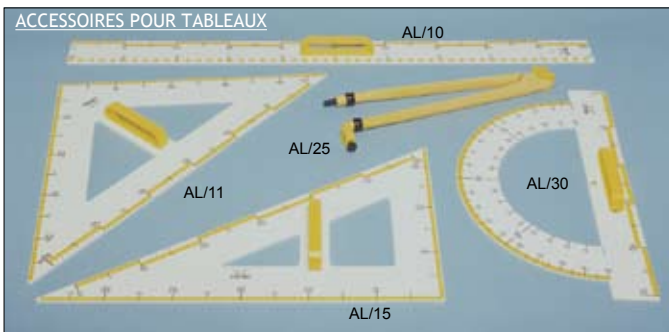 ACCESSOIRES POUR TABLEAUX
AL/10
AL/25
AL/11
AL/30
AL/15